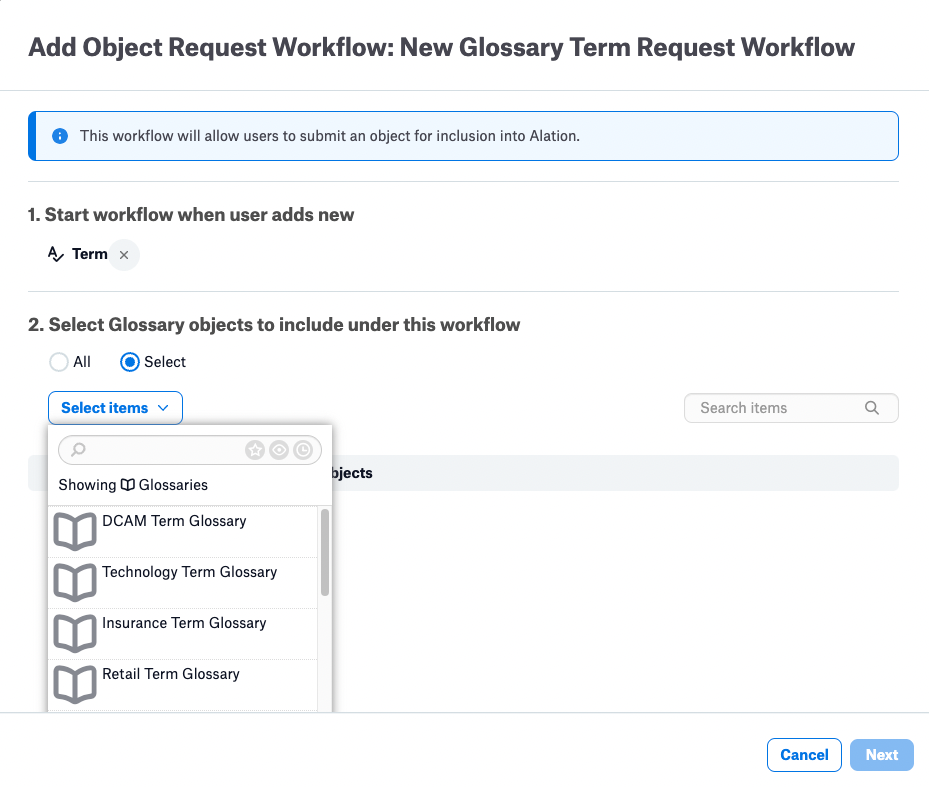 Add Object Request Workflow: New Glossary Term Request Workflow
This workflow will allow users to submit an object for inclusion into Alation.
1. Start workflow when user adds new
Term
2. Select Glossary objects to include under this workflow
All Select
Select items Search items
bjects
Showing Glossaries
DCAM Term Glossary
Technology Term Glossary
Insurance Term Glossary
Retail Term Glossary
Cancel Next